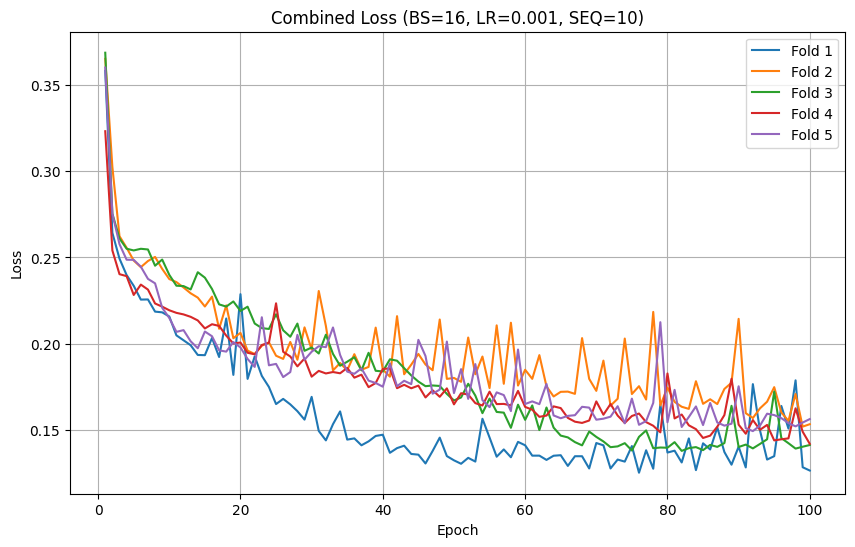 Combined Loss (BS=16, LR=0.001, SEQ=10)
Fold 1
Fold 2
Fold 3
Fold 4
Fold 5
Loss
0.35
0.30
0.25
0.20
0.15
0
20
40
60
80
100
Epoch